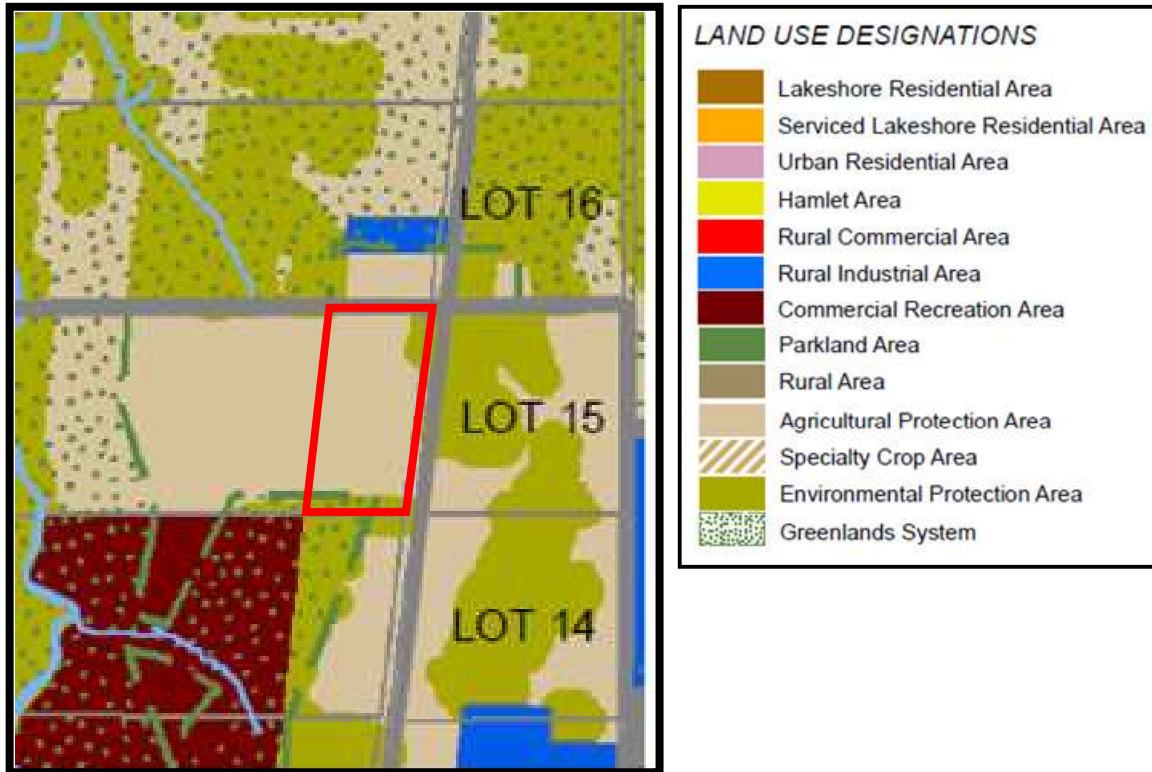 LOT 16
LOT 15
LOT 14
LAND USE DESIGNATIONS
Lakeshore Residential Area
Serviced Lakeshore Residential Area
Urban Residential Area
Hamlet Area
Rural Commercial Area
Rural Industrial Area
Commercial Recreation Area
Parkland Area
Rural Area
Agricultural Protection Area
Specialty Crop Area
Environmental Protection Area
Greenlands System